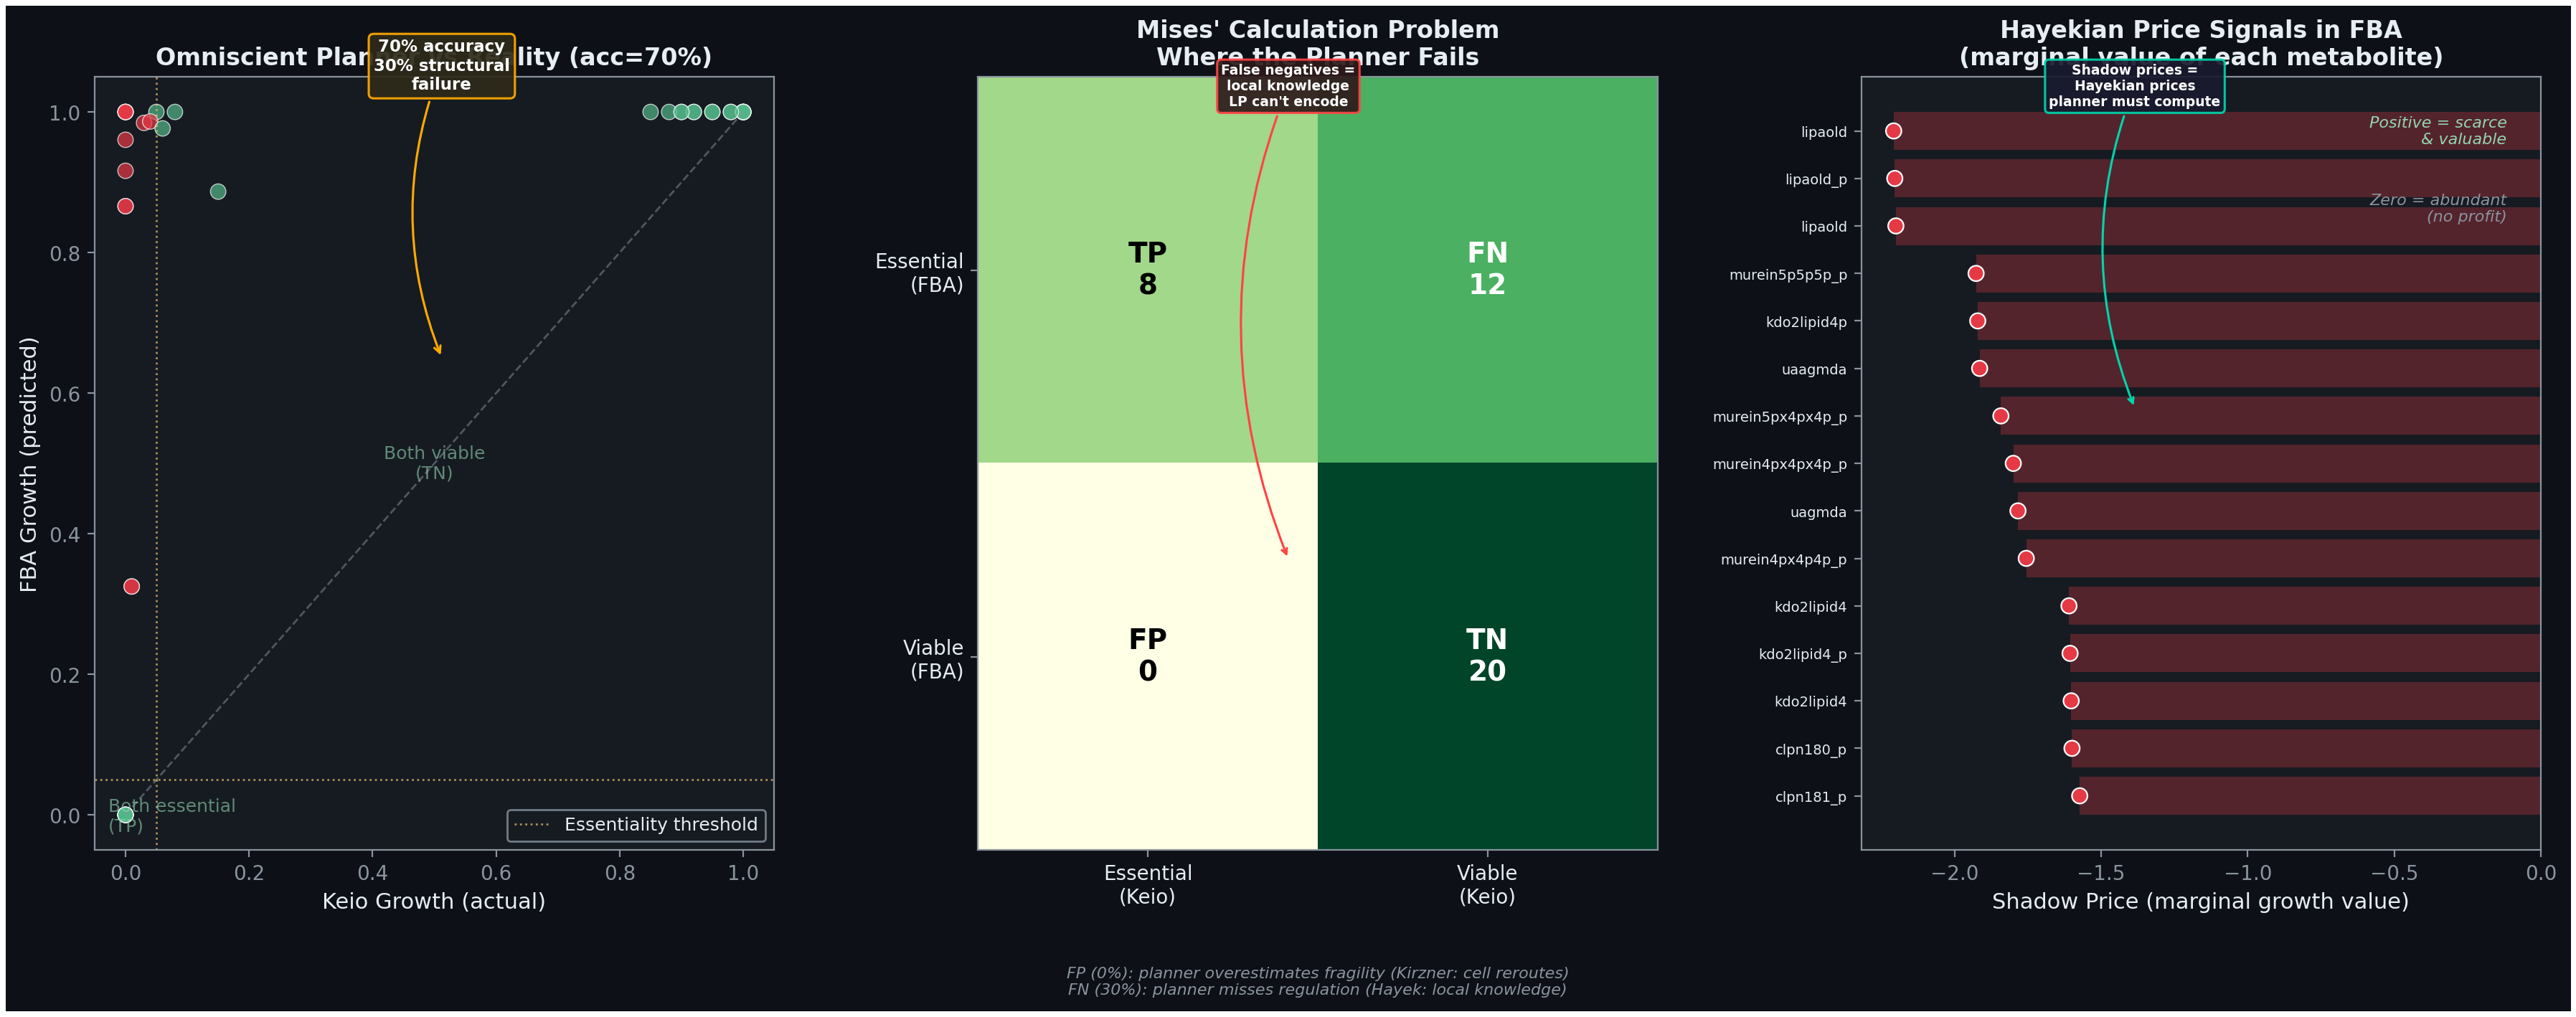 Omniscient Plan
ality (acc=70%)
70% accuracy
30% structural
failure
FBA Growth (predicted)
1.0
0.8
0.6
0.4
0.2
0.0
Both viable
(TN)
Both essential
(TP)
Essentiality threshold
0.0
0.2
0.4
0.6
0.8
1.0
Keio Growth (actual)
Mises' Calculation Problem
Where the Planner Fails
False negatives =
local knowledge
LP can't encode
Essential
(FBA)
Viable
(FBA)
TP
8
FN
12
FP
0
TN
20
Essential
(Keio)
Viable
(Keio)
FP (0%): planner overestimates fragility (Kirzner: cell reroutes)
FN (30%): planner misses regulation (Hayek: local knowledge)
Hayekian Price Signals in FBA
(marginal value of each metabolite)
Shadow prices =
Hayekian prices
planner must compute
Positive = scarce
& valuable
Zero = abundant
(no profit)
lipaold
lipaold_p
lipaold
murein5p5p5p_p
kdo2lipid4p
uaagmda
murein5px4px4p_p
murein4px4px4p_p
uagmda
murein4px4p4p_p
kdo2lipid4
kdo2lipid4_p
kdo2lipid4
clpn180_p
clpn181_p
−2.0
−1.5
−1.0
−0.5
0.0
Shadow Price (marginal growth value)